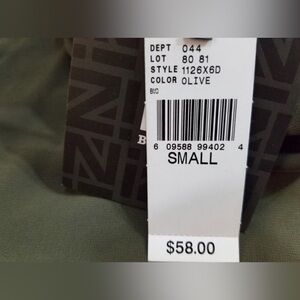 DEPT 044
LOT 80 81
STYLE 1126X6D
COLOR OLIVE
6 09588 99402 4
SMALL
$58.00